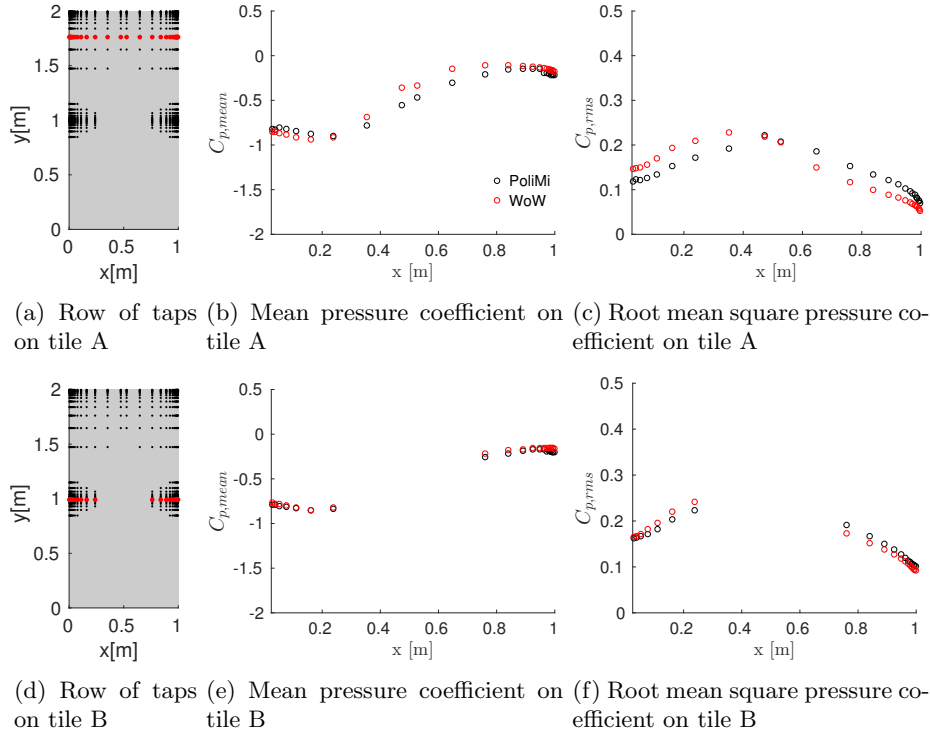 2
1.5
1
0.5
0
y[m]
0 0.5 1
x[m]
0.5
0
-0.5
-1
-1.5
-2
C_{p,mean}
PoliMi
WoW
0.2 0.4 0.6 0.8 1
x [m]
0.5
0.4
0.3
0.2
0.1
0
C_{p,rms}
0.2 0.4 0.6 0.8 1
x [m]
(a) Row of taps on tile A
(b) Mean pressure coefficient on tile A
(c) Root mean square pressure co-
efficient on tile A
2
1.5
1
0.5
0
y[m]
0 0.5 1
x[m]
0.5
0
-0.5
-1
-1.5
-2
C_{p,mean}
0.2 0.4 0.6 0.8 1
x [m]
0.5
0.4
0.3
0.2
0.1
0
C_{p,rms}
0.2 0.4 0.6 0.8 1
x [m]
(d) Row of taps
on tile B
(e) Mean pressure coefficient on
tile B
(f) Root mean square pressure co-
efficient on tile B